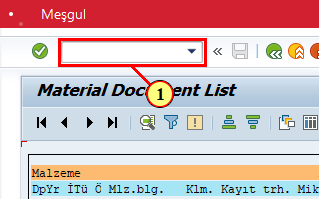 Meşgul
Material Document List
1
Malzeme
DpYr İTü Ö Mlz.blg. Klm. Kayıt trh. Mik